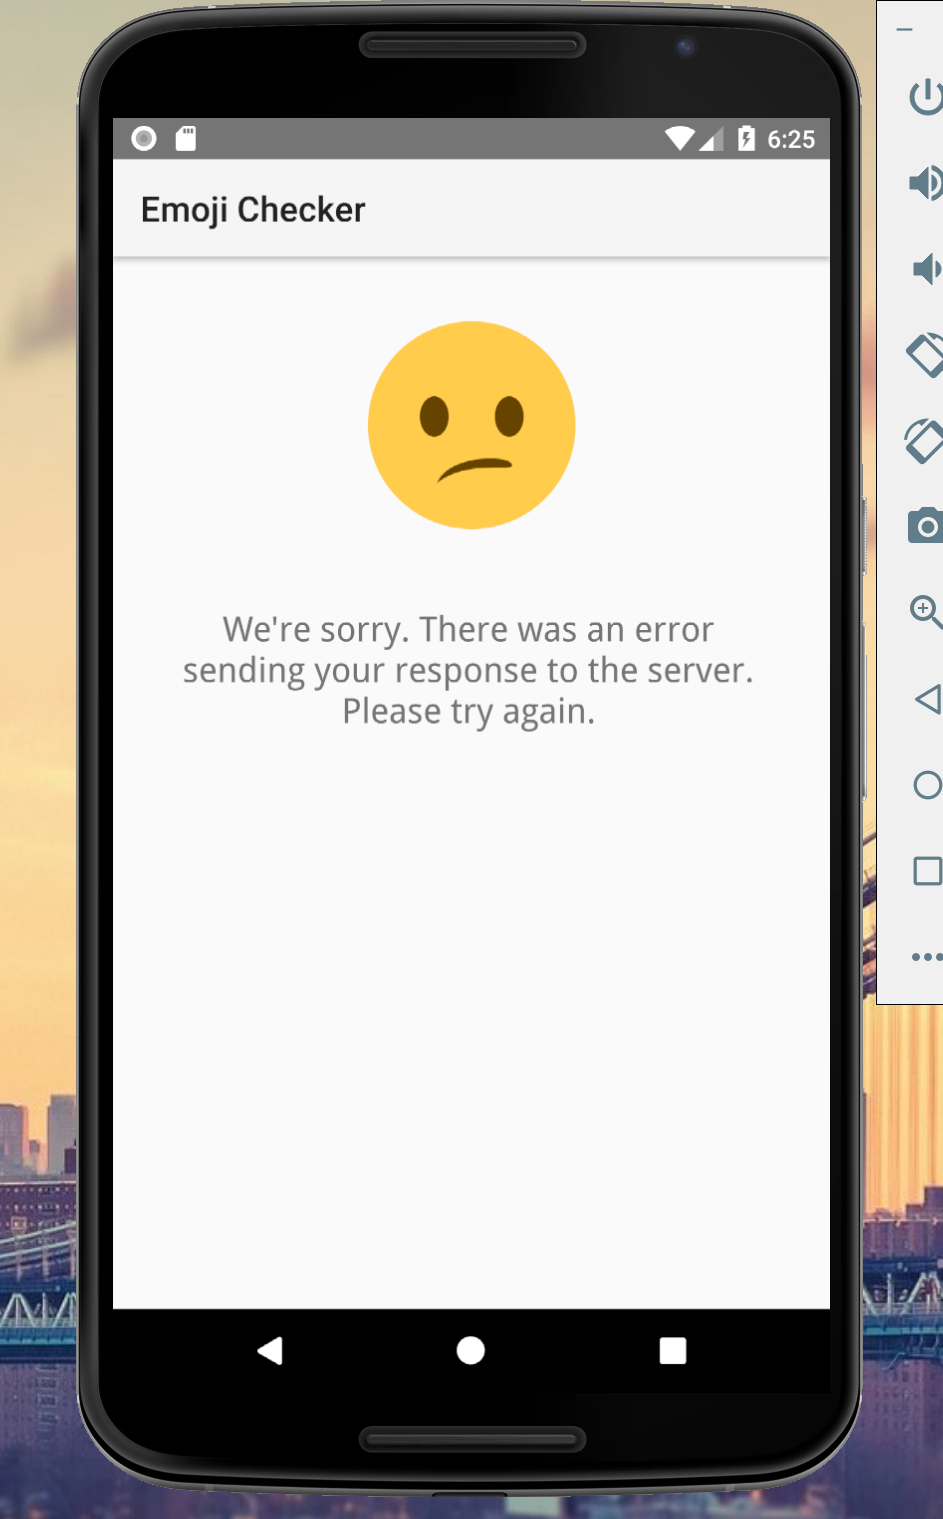 6:25
Emoji Checker
We're sorry. There was an error
sending your response to the server.
Please try again.